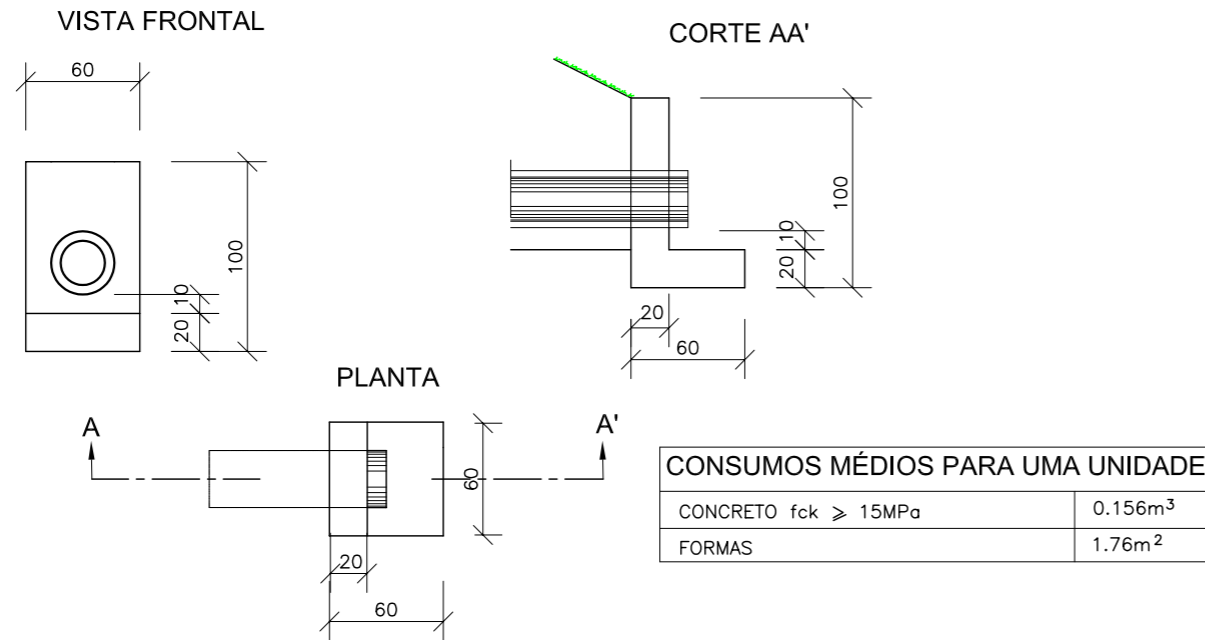 VISTA FRONTAL
60
100
10
20
CORTE AA'
100
10
20
20
60
PLANTA
A
A'
60
20
60
CONSUMOS MÉDIOS PARA UMA UNIDADE
CONCRETO fck ⩾ 15MPa 0.156m³
FORMAS 1.76m²